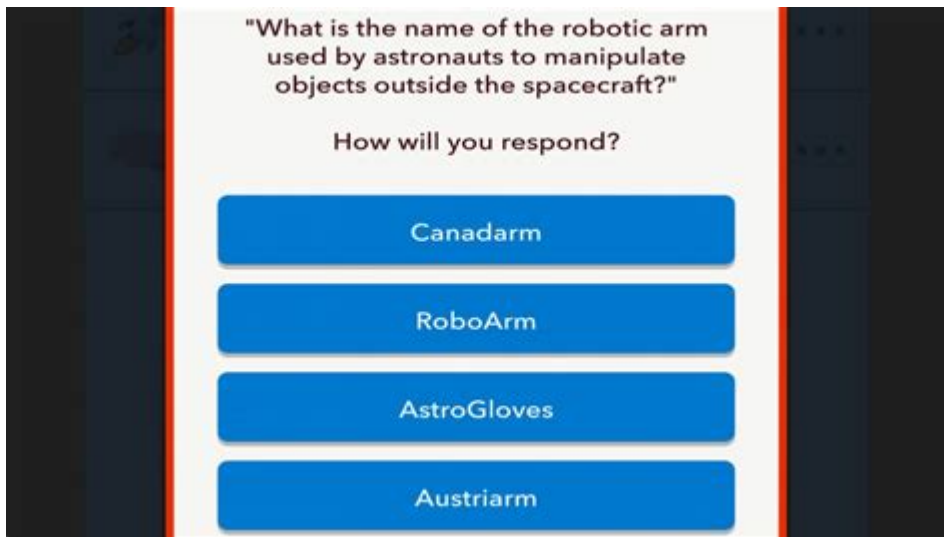 "What is the name of the robotic arm
used by astronauts to manipulate
objects outside the spacecraft?"
How will you respond?
Canadarm
RoboArm
AstroGloves
Austriarm